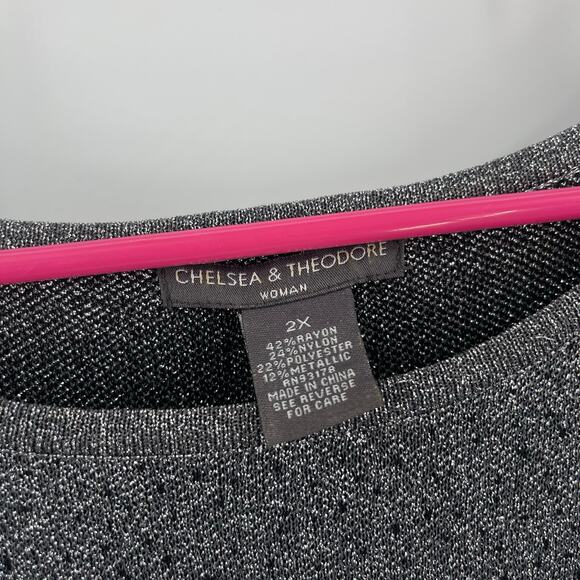 CHELSEA & THEODORE
WOMAN
2X
42%RAYON
24%NYLON
22%POLYESTER
12%METALLIC
RN93178
MADE IN CHINA
SEE REVERSE
FOR CARE